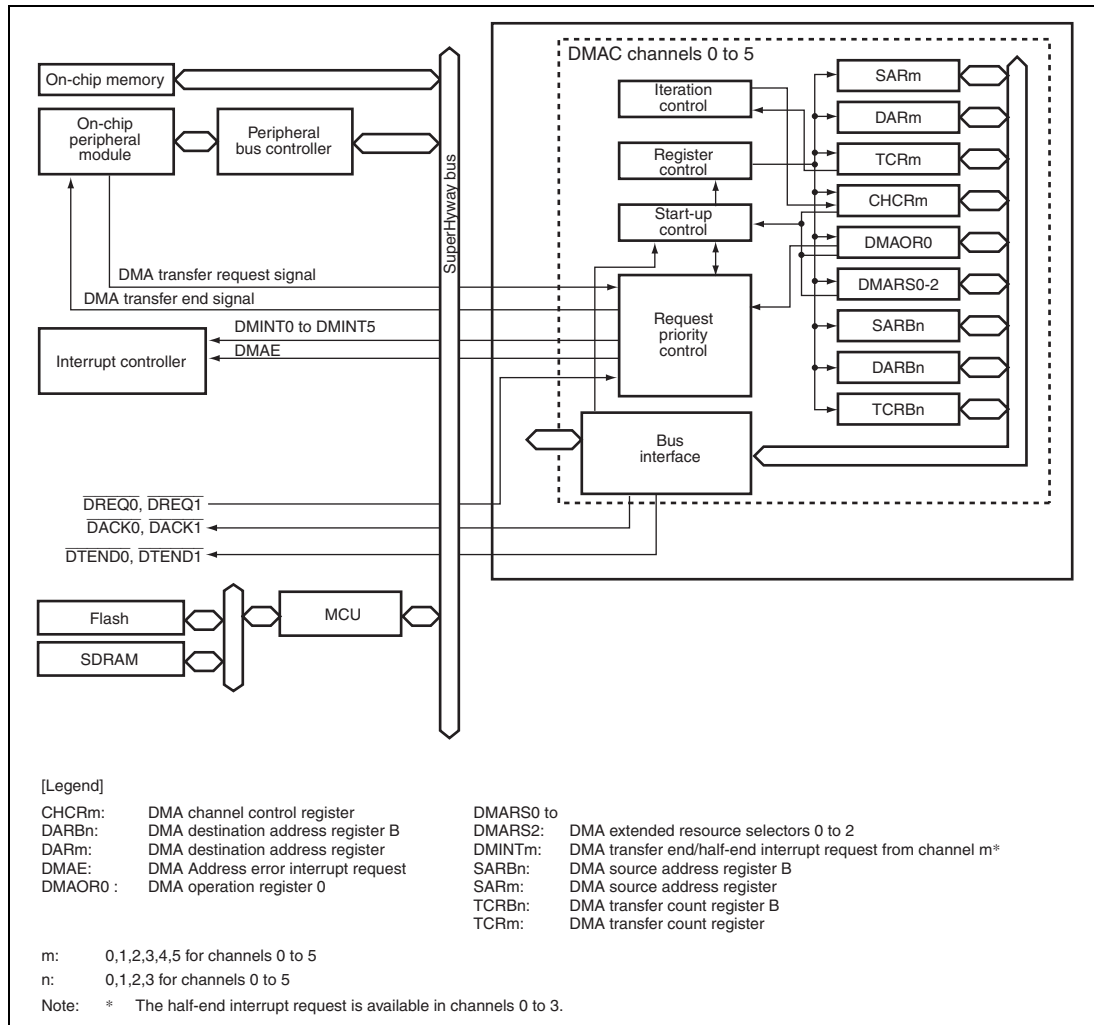 DMAC channels 0 to 5
On-chip memory
On-chip
peripheral
module
Peripheral
bus controller
SuperHyway bus
Iteration
control
Register
control
Start-up
control
Request
priority
control
Bus
interface
SARm
DARm
TCRm
CHCRm
DMAOR0
DMARS0-2
SARBn
DARBn
TCRBn
DMA transfer request signal
DMA transfer end signal
DMINT0 to DMINT5
DMAE
Interrupt controller
DREQ0, DREQ1
DACK0, DACK1
DTEND0, DTEND1
Flash
SDRAM
MCU
[Legend]
CHCRm: DMA channel control register
DARBn: DMA destination address register B
DARm: DMA destination address register
DMAE: DMA Address error interrupt request
DMAOR0 : DMA operation register 0
DMARS0 to
DMARS2: DMA extended resource selectors 0 to 2
DMINTm: DMA transfer end/half-end interrupt request from channel m*
SARBn: DMA source address register B
SARm: DMA source address register
TCRBn: DMA transfer count register B
TCRm: DMA transfer count register
m: 0,1,2,3,4,5 for channels 0 to 5
n: 0,1,2,3 for channels 0 to 5
Note: * The half-end interrupt request is available in channels 0 to 3.